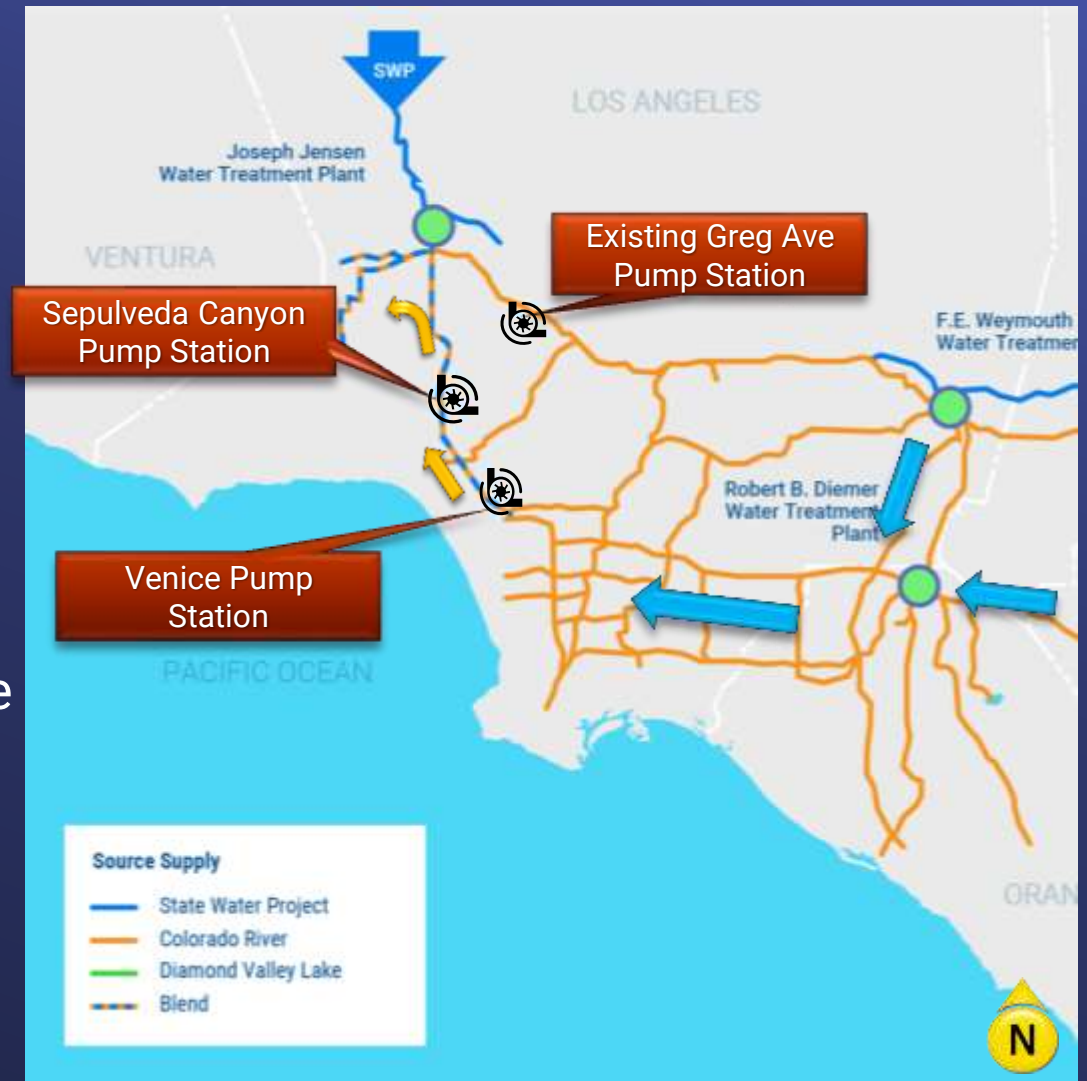 SWP
LOS ANGELES
Joseph Jensen
Water Treatment Plant
Existing Greg Ave
Pump Station
VENTURA
Sepulveda Canyon
Pump Station
F.E. Weymouth
Robert B. Diemer
Water Treatment
Plant
Venice Pump
Station
PACIFIC OCEAN
e
Source Supply
State Water Project
Colorado River
Diamond Valley Lake
Blend
ORAN
N